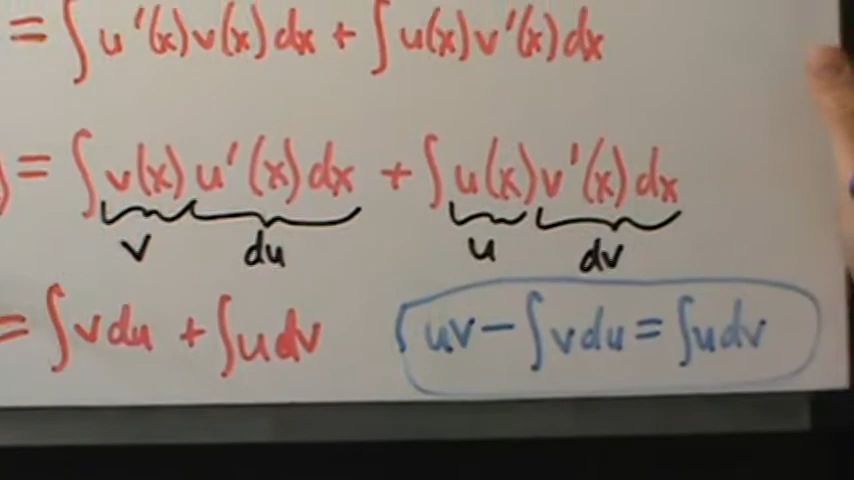 = ∫ u'(x) v(x) dx + ∫ u(x) v'(x) dx
) = ∫ v(x) u'(x) dx + ∫ u(x) v'(x) dx
v du u dv
= ∫ v du + ∫ u dv uv − ∫ v du = ∫ u dv